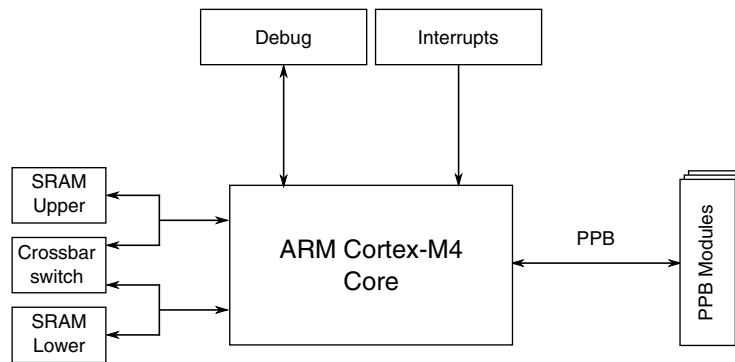 Debug
Interrupts
SRAM
Upper
Crossbar
switch
SRAM
Lower
ARM Cortex-M4
Core
PPB
PPB Modules